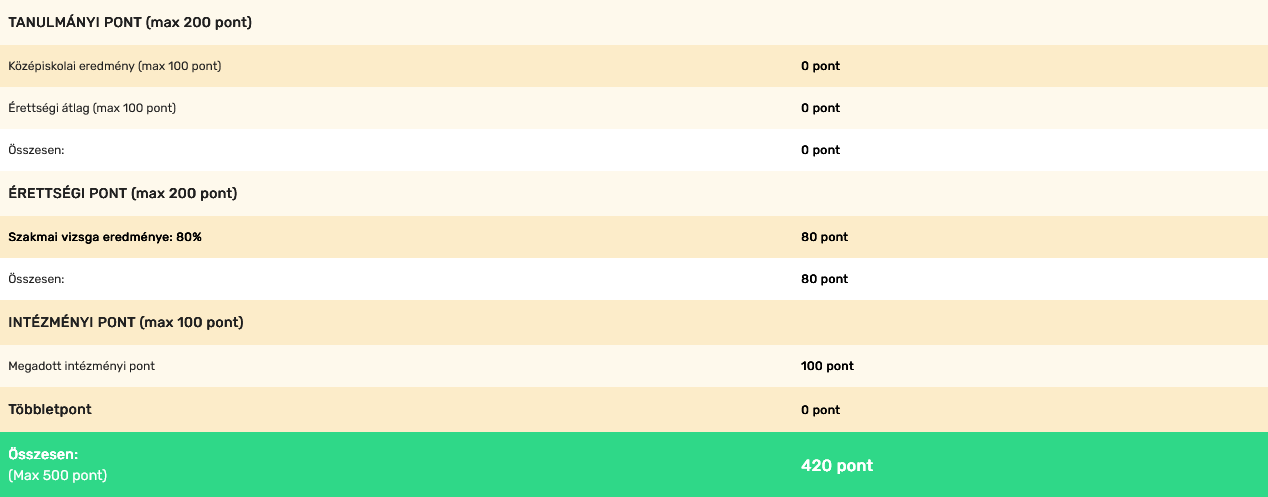 TANULMÁNYI PONT (max 200 pont)
Középiskolai eredmény (max 100 pont) 0 pont
Érettségi átlag (max 100 pont) 0 pont
Összesen: 0 pont
ÉRETTSÉGI PONT (max 200 pont)
Szakmai vizsga eredménye: 80% 80 pont
Összesen: 80 pont
INTÉZMÉNYI PONT (max 100 pont)
Megadott intézményi pont 100 pont
Többletpont 0 pont
Összesen: 420 pont
(Max 500 pont)